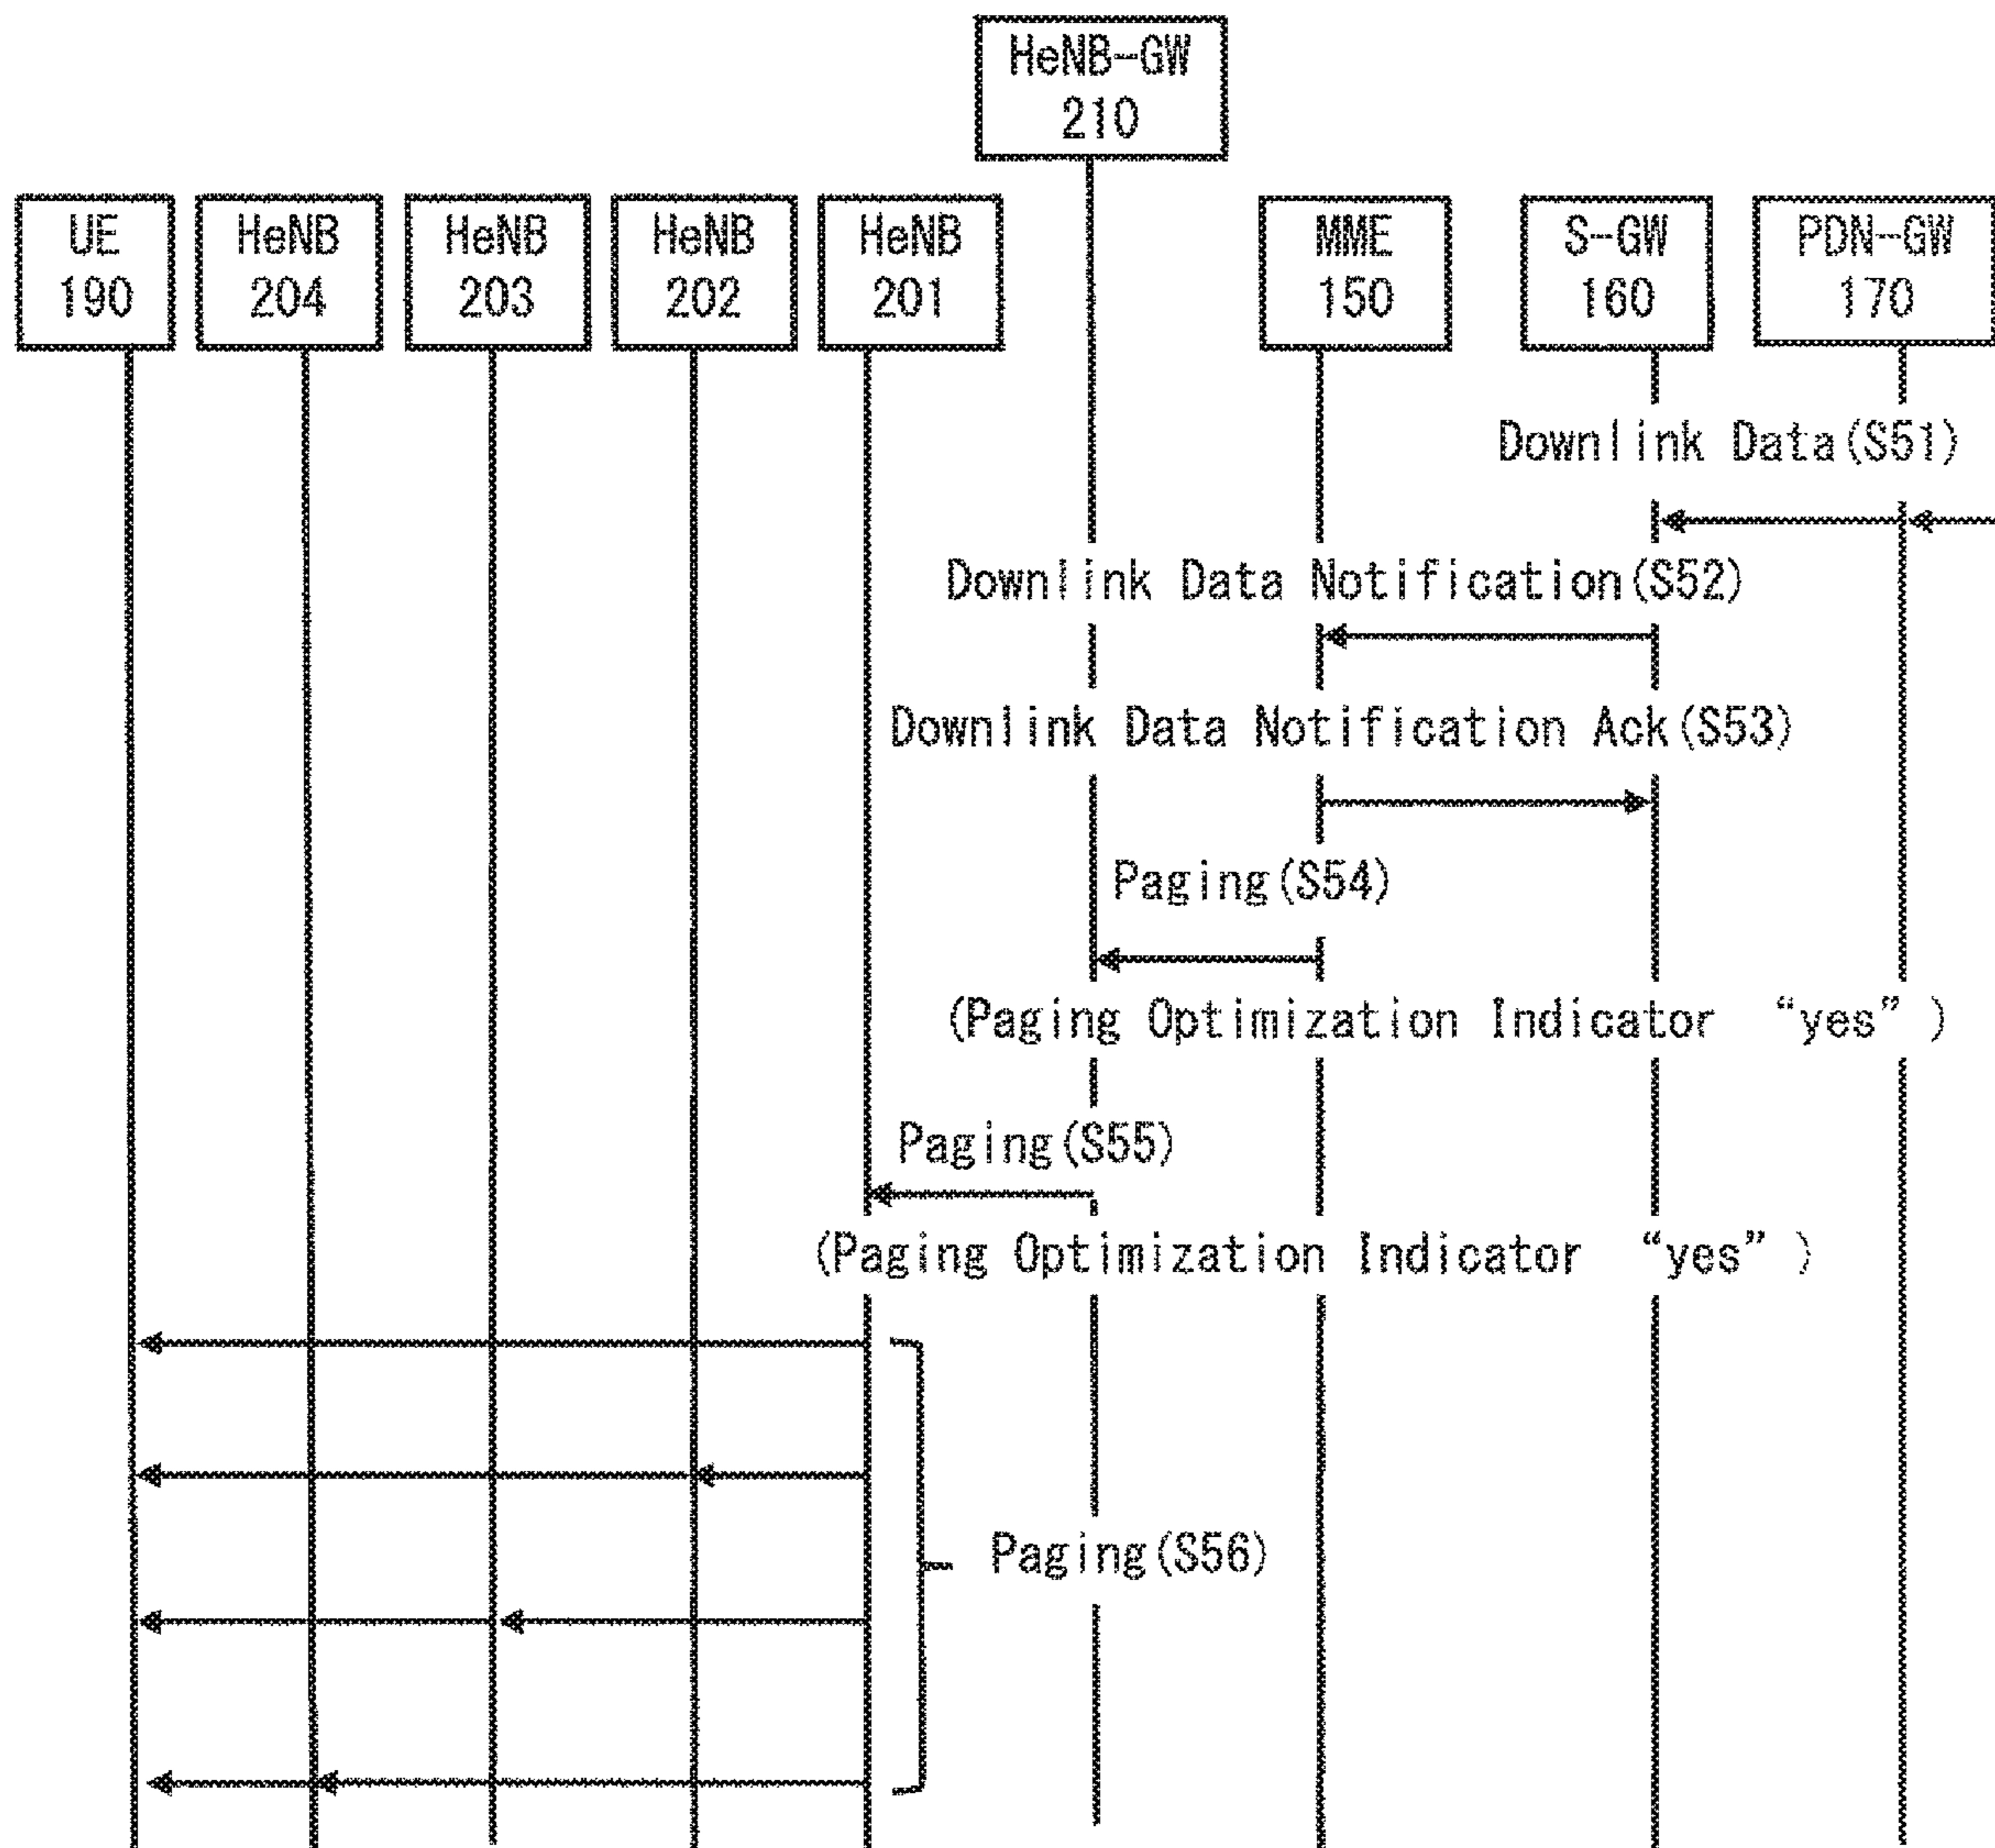 HeNB-GW
210
UE
190
HeNB
204
HeNB
203
HeNB
202
HeNB
201
MME
150
S-GW
160
PDN-GW
170
Downlink Data(S51)
Downlink Data Notification(S52)
Downlink Data Notification Ack(S53)
Paging(S54)
(Paging Optimization Indicator “yes” )
Paging(S55)
(Paging Optimization Indicator “yes” )
Paging(S56)